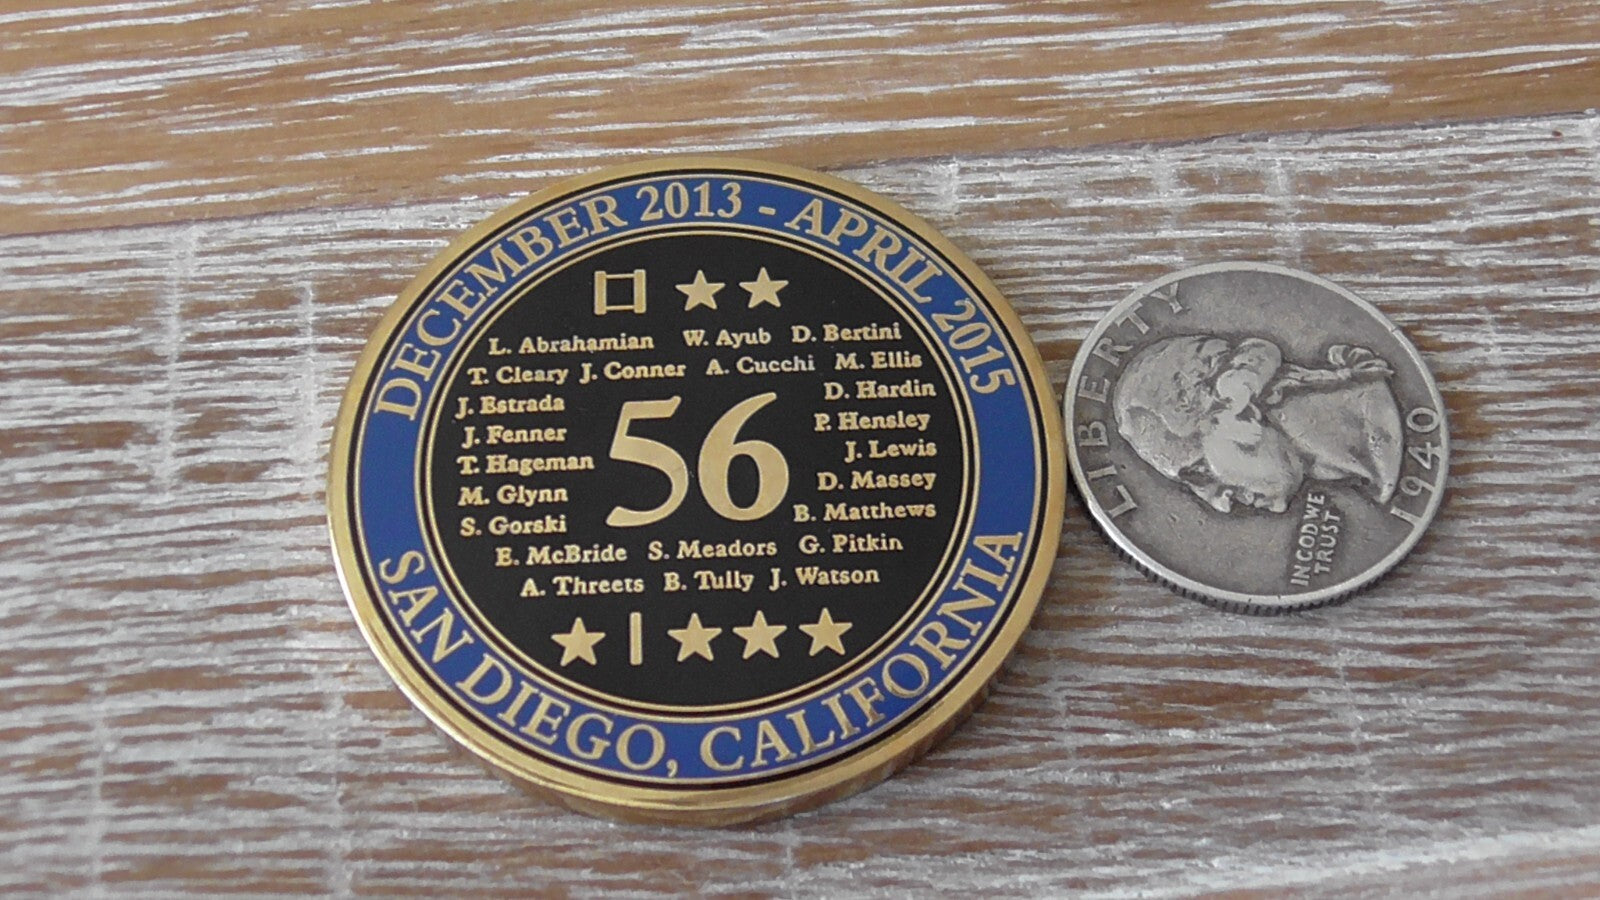 DECEMBER 2013 - APRIL 2015
L. Abrahamian W. Ayub D. Bertini
T. Cleary J. Conner A. Cucchi M. Ellis
J. Estrada D. Hardin
J. Fenner P. Hensley
T. Hageman J. Lewis
M. Glynn D. Massey
S. Gorski B. Matthews
56
E. McBride S. Meadors G. Pitkin
A. Threets B. Tully J. Watson
SAN DIEGO, CALIFORNIA
LIBERTY
IN GOD WE
TRUST
1940